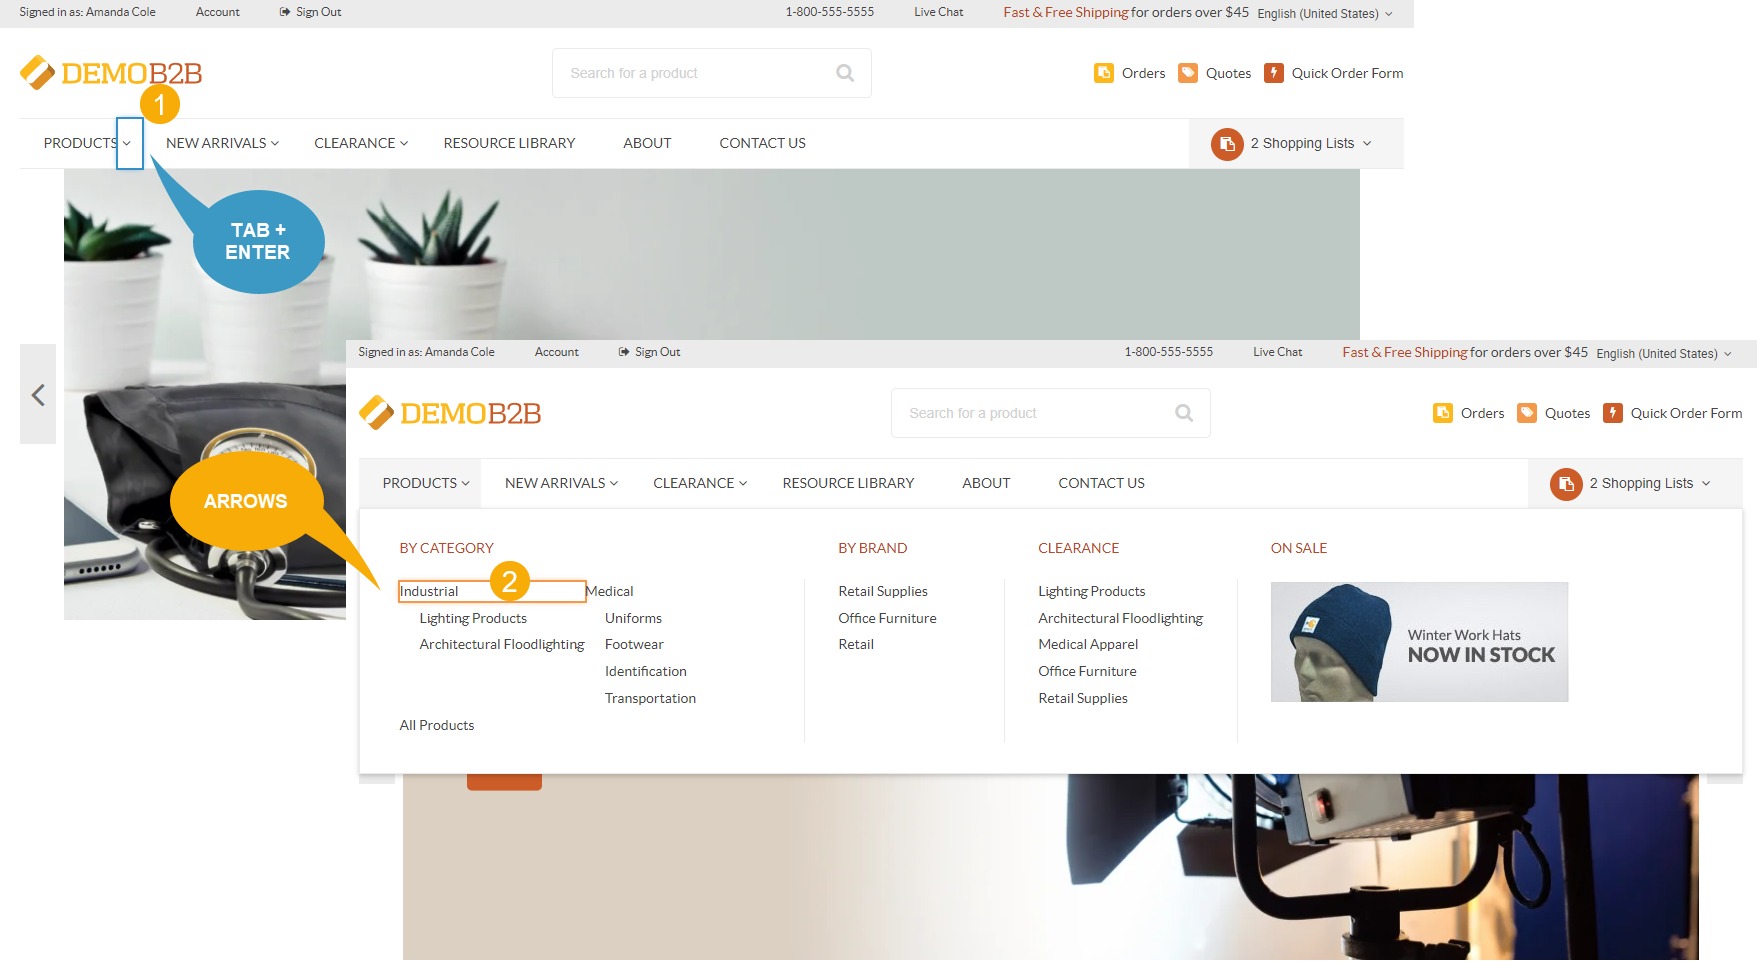 Signed in as: Amanda Cole Account Sign Out 1-800-555-5555 Live Chat Fast & Free Shipping for orders over $45 English (United States)
DEMOB2B Search for a product Orders Quotes Quick Order Form
1
PRODUCTS NEW ARRIVALS CLEARANCE RESOURCE LIBRARY ABOUT CONTACT US 2 Shopping Lists
TAB +
ENTER
Signed in as: Amanda Cole Account Sign Out 1-800-555-5555 Live Chat Fast & Free Shipping for orders over $45 English (United States)
DEMOB2B Search for a product Orders Quotes Quick Order Form
PRODUCTS NEW ARRIVALS CLEARANCE RESOURCE LIBRARY ABOUT CONTACT US 2 Shopping Lists
ARROWS
BY CATEGORY BY BRAND CLEARANCE ON SALE
2
Industrial Medical Retail Supplies Lighting Products
Lighting Products Uniforms Office Furniture Architectural Floodlighting
Architectural Floodlighting Footwear Retail Medical Apparel
Identification Office Furniture
Transportation Retail Supplies
All Products
Winter Work Hats
NOW IN STOCK